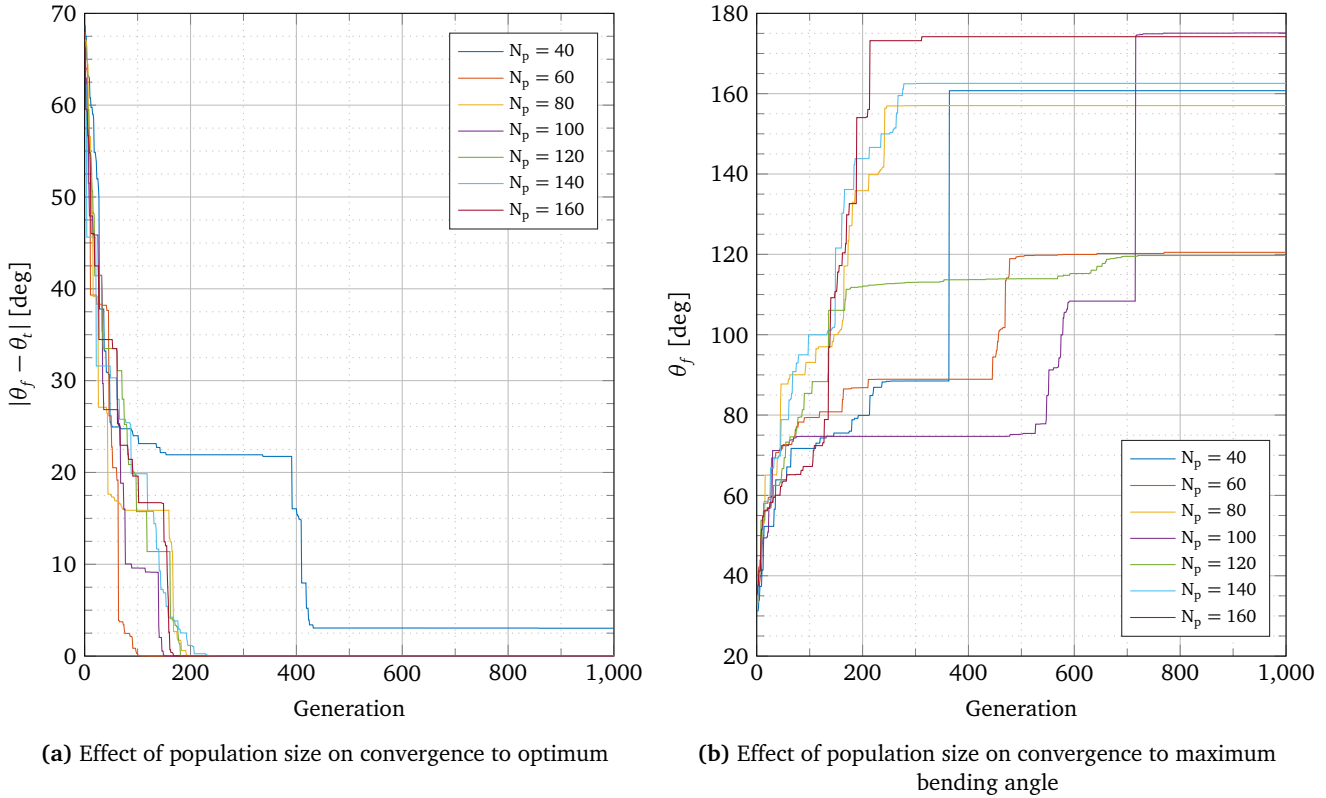 70
60
50
40
30
20
10
0
|θ_f − θ_t| [deg]
0
200
400
600
800
1,000
Generation
N_p = 40
N_p = 60
N_p = 80
N_p = 100
N_p = 120
N_p = 140
N_p = 160
(a) Effect of population size on convergence to optimum
180
160
140
120
100
80
60
40
20
θ_f [deg]
0
200
400
600
800
1,000
Generation
N_p = 40
N_p = 60
N_p = 80
N_p = 100
N_p = 120
N_p = 140
N_p = 160
(b) Effect of population size on convergence to maximum
bending angle